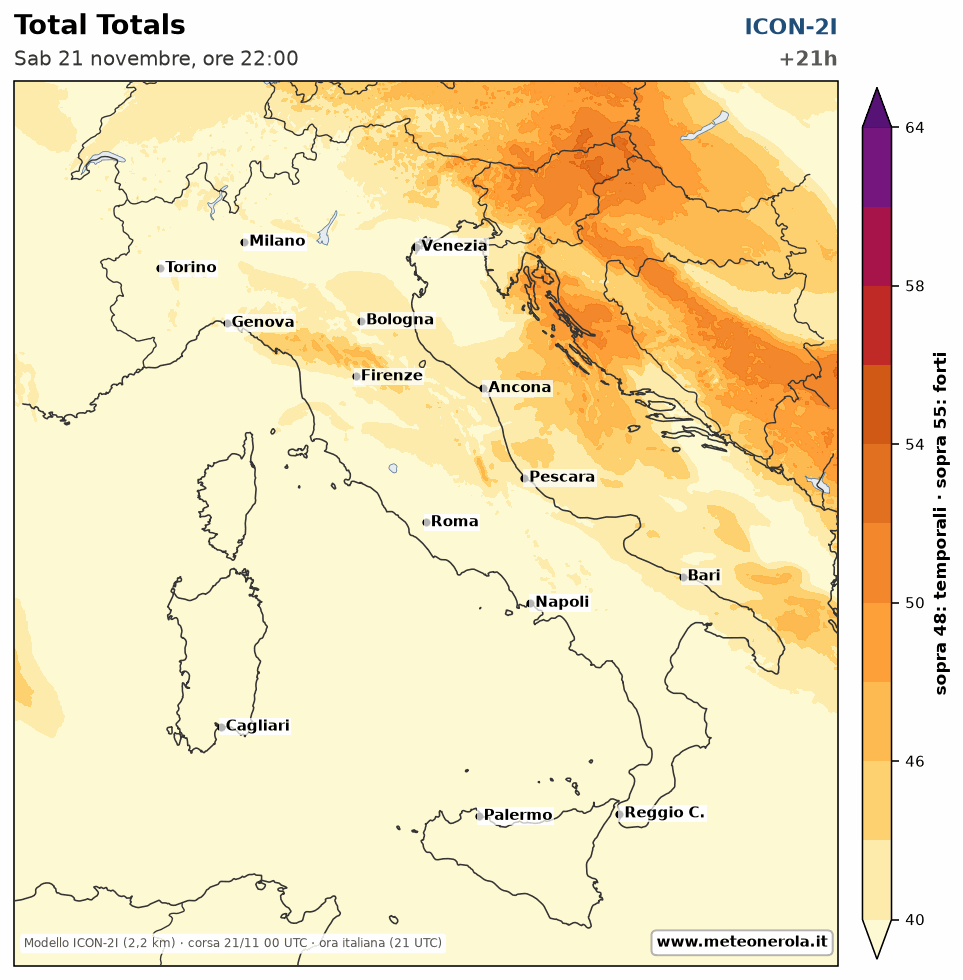 Total Totals
ICON-2I
Sab 21 novembre, ore 22:00
+21h
64
58
54
50
46
40
sopra 48: temporali · sopra 55: forti
Milano
Venezia
Torino
Genova
Bologna
Firenze
Ancona
Pescara
Roma
Bari
Napoli
Cagliari
Palermo
Reggio C.
Modello ICON-2I (2,2 km) · corsa 21/11 00 UTC · ora italiana (21 UTC)
www.meteonerola.it